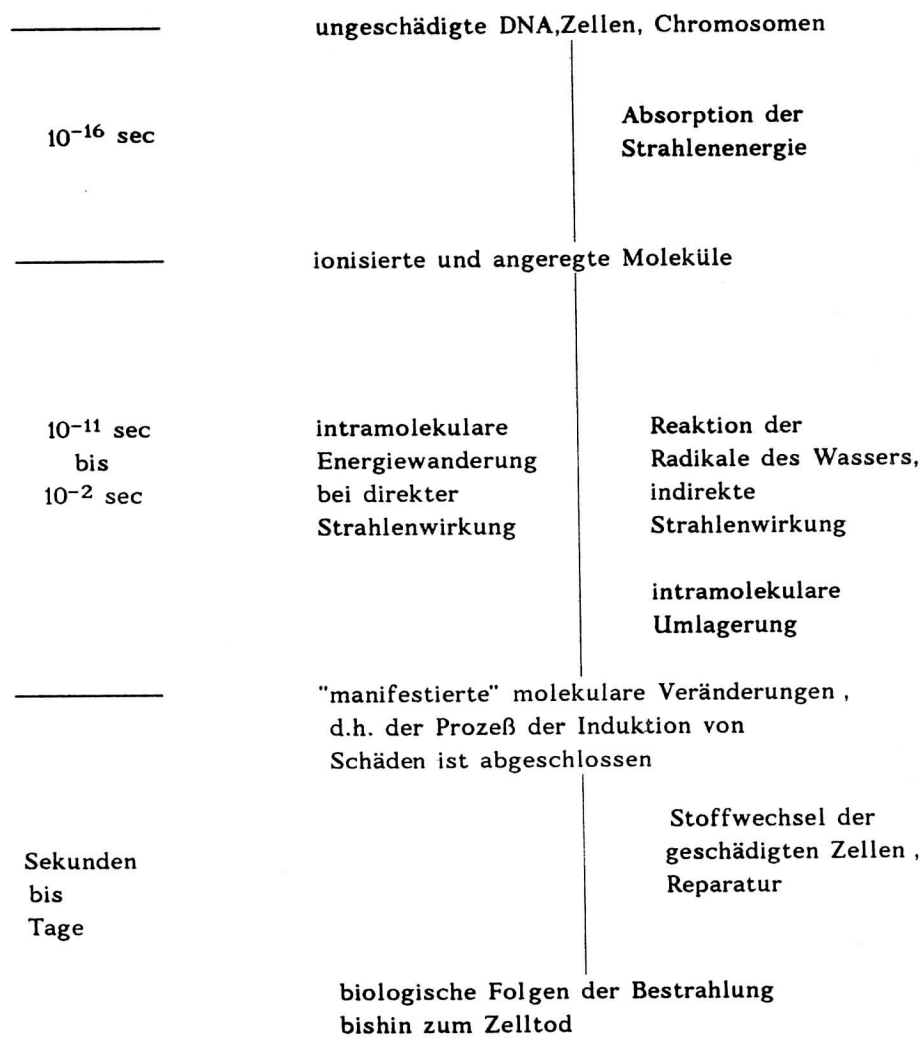 ungeschädigte DNA,Zellen, Chromosomen
10⁻¹⁶ sec
Absorption der
Strahlenenergie
ionisierte und angeregte Moleküle
10⁻¹¹ sec
bis
10⁻² sec
intramolekulare
Energiewanderung
bei direkter
Strahlenwirkung
Reaktion der
Radikale des Wassers,
indirekte
Strahlenwirkung
intramolekulare
Umlagerung
"manifestierte" molekulare Veränderungen ,
d.h. der Prozeß der Induktion von
Schäden ist abgeschlossen
Sekunden
bis
Tage
Stoffwechsel der
geschädigten Zellen ,
Reparatur
biologische Folgen der Bestrahlung
bishin zum Zelltod